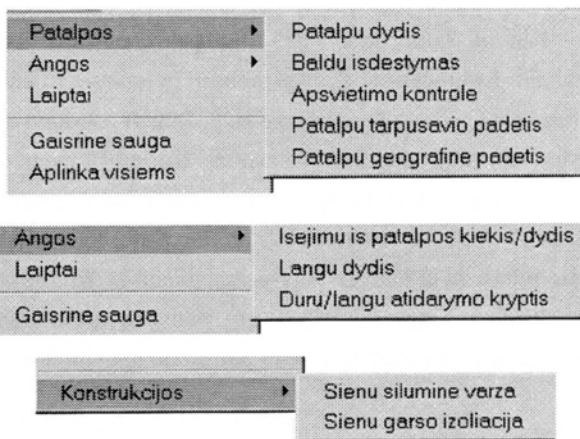 Patalpos
Angos
Laiptai
Gaisrine sauga
Aplinka visiems
Patalpu dydis
Baldu isdestymas
Apsvietimo kontrole
Patalpu tarpusavio padetis
Patalpu geografine padetis
Angos
Laiptai
Gaisrine sauga
Isejimu is patalpos kiekis/dydis
Langu dydis
Duru/langu atidarymo kryptis
Konstrukcijos
Sienu silumine varza
Sienu garso izoliacija